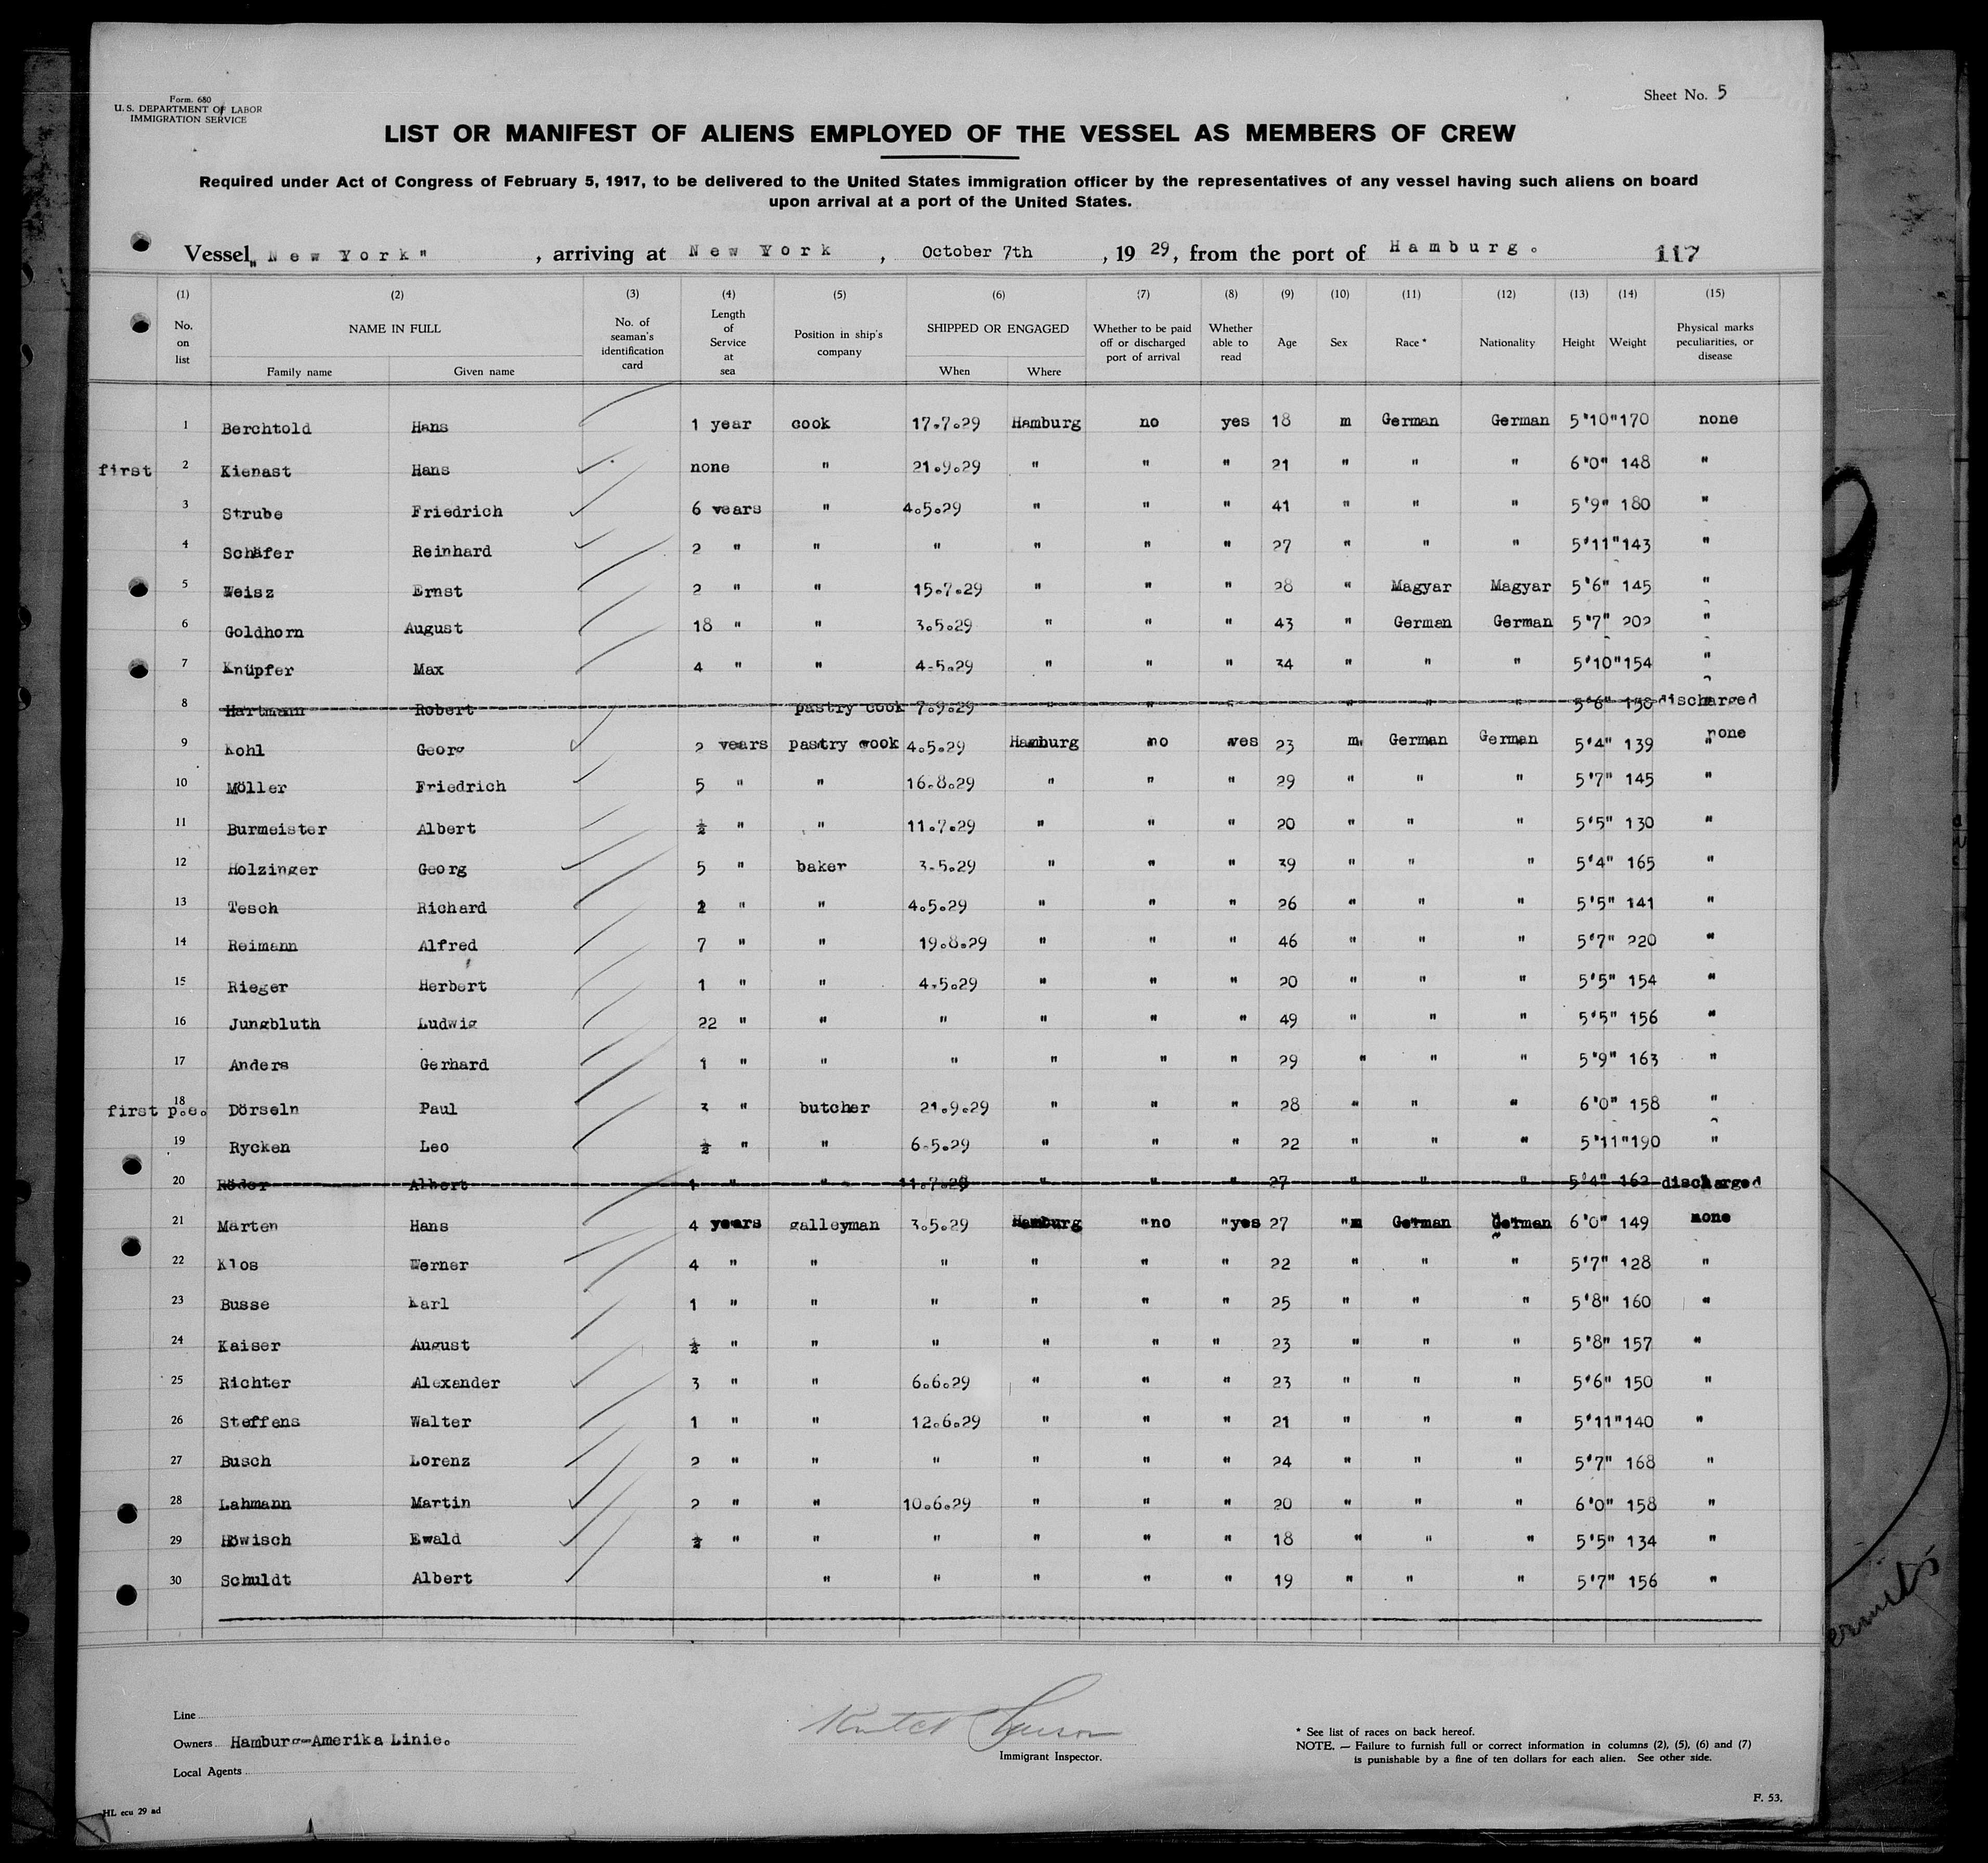 Form. 680
U. S. DEPARTMENT OF LABOR
IMMIGRATION SERVICE
Sheet No. 5
LIST OR MANIFEST OF ALIENS EMPLOYED OF THE VESSEL AS MEMBERS OF CREW
Required under Act of Congress of February 5, 1917, to be delivered to the United States immigration officer by the representatives of any vessel having such aliens on board
upon arrival at a port of the United States.
Vessel "New York" , arriving at New York , October 7th , 1929, from the port of Hamburg. 117
(1) (2) (3) (4) (5) (6) (7) (8) (9) (10) (11) (12) (13) (14) (15)
No. on list NAME IN FULL Family name Given name No. of seaman's identification card Length of Service at sea Position in ship's company SHIPPED OR ENGAGED When Where Whether to be paid off or discharged port of arrival Whether able to read Age Sex Race * Nationality Height Weight Physical marks peculiarities, or disease
1 Berchtold Hans 1 year cook 17.7.29 Hamburg no yes 18 m German German 5'10" 170 none
first 2 Kienast Hans none " 21.9.29 " " " 21 " " " 6'0" 148 "
3 Strube Friedrich 6 years " 4.5.29 " " " 41 " " " 5'9" 180 "
4 Schäfer Reinhard 2 " " " " " " 27 " " " 5'11" 143 "
5 Weisz Ernst 2 " " 15.7.29 " " " 28 " Magyar Magyar 5'6" 145 "
6 Goldhorn August 18 " " 3.5.29 " " " 43 " German German 5'7" 202 "
7 Knüpfer Max 4 " " 4.5.29 " " " 34 " " " 5'10" 154 "
8 Hartmann Robert pastry cook 7.9.29 " " " " " " 5'6" 150 discharged
9 Kohl Georg 2 years pastry cook 4.5.29 Hamburg no yes 23 m German German 5'4" 139 none
10 Möller Friedrich 5 " " 16.8.29 " " " 29 " " " 5'7" 145 "
11 Burmeister Albert ½ " " 11.7.29 " " " 20 " " " 5'5" 130 "
12 Holzinger Georg 5 " baker 3.5.29 " " " 39 " " " 5'4" 165 "
13 Tesch Richard " " 4.5.29 " " " 26 " " " 5'5" 141 "
14 Reimann Alfred 7 " " 19.8.29 " " " 46 " " " 5'7" 220 "
15 Rieger Herbert 1 " " 4.5.29 " " " 20 " " " 5'5" 154 "
16 Jungbluth Ludwig 22 " " " " " " 49 " " " 5'5" 156 "
17 Anders Gerhard 1 " " " " " " 29 " " " 5'9" 163 "
first p.e. 18 Dörseln Paul 3 " butcher 21.9.29 " " " 28 " " " 6'0" 158 "
19 Rycken Leo ½ " " 6.5.29 " " " 22 " " " 5'11" 190 "
20 Röder Albert 1 " " 11.7.29 " " " 27 " " " 5'4" 162 discharged
21 Märten Hans 4 years galleyman 3.5.29 Hamburg "no "yes 27 "m German German 6'0" 149 none
22 Klos Werner 4 " " " " " " 22 " " " 5'7" 128 "
23 Busse Karl 1 " " " " " " 25 " " " 5'8" 160 "
24 Kaiser August ½ " " " " " " 23 " " " 5'8" 157 "
25 Richter Alexander 3 " " 6.6.29 " " " 23 " " " 5'6" 150 "
26 Steffens Walter 1 " " 12.6.29 " " " 21 " " " 5'11" 140 "
27 Busch Lorenz 2 " " " " " " 24 " " " 5'7" 168 "
28 Lahmann Martin 2 " " 10.6.29 " " " 20 " " " 6'0" 158 "
29 Höwisch Ewald ½ " " " " " " 18 " " " 5'5" 134 "
30 Schuldt Albert " " " " " 19 " " " 5'7" 156 "
Line
Owners Hamburg-Amerika Linie.
Local Agents
Immigrant Inspector.
* See list of races on back hereof.
NOTE. — Failure to furnish full or correct information in columns (2), (5), (6) and (7)
is punishable by a fine of ten dollars for each alien. See other side.
HL ecu 29 ad
F. 53.